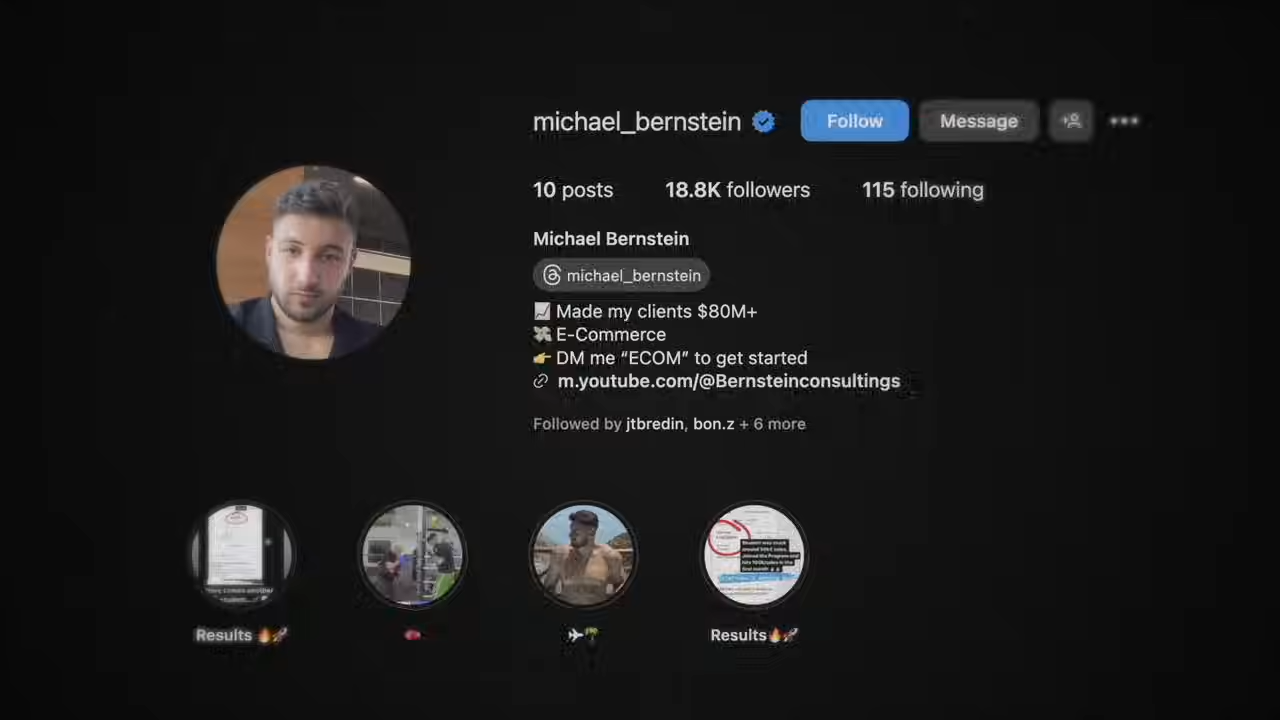 michael_bernstein
Follow
Message
10 posts
18.8K followers
115 following
Michael Bernstein
michael_bernstein
Made my clients $80M+
E-Commerce
DM me “ECOM” to get started
m.youtube.com/@Bernsteinconsultings
Followed by jtbredin, bon.z + 6 more
Results
Results